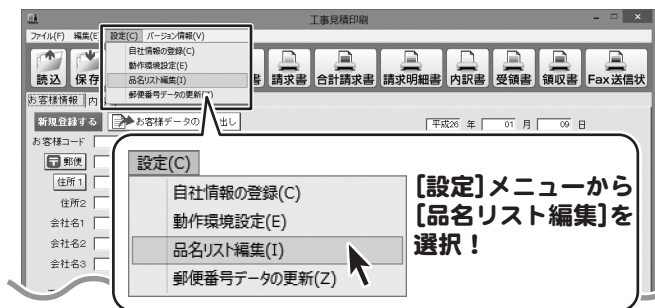 工事見積印刷
ファイル(F) 編集(E 設定(C) バージョン情報(V)
自社情報の登録(C)
動作環境設定(E)
品名リスト編集(I)
郵便番号データの更新(Z)
読込 保存 書 請求書 合計請求書 請求明細書 内訳書 受領書 領収書 Fax送信状
お客様情報 内
新規登録する お客様データの 出し 平成26 年 01 月 09 日
お客様コード
〒郵便
住所1
住所2
会社名1
会社名2
会社名3
設定(C)
自社情報の登録(C)
動作環境設定(E)
品名リスト編集(I)
郵便番号データの更新(Z)
[設定]メニューから
[品名リスト編集]を
選択!